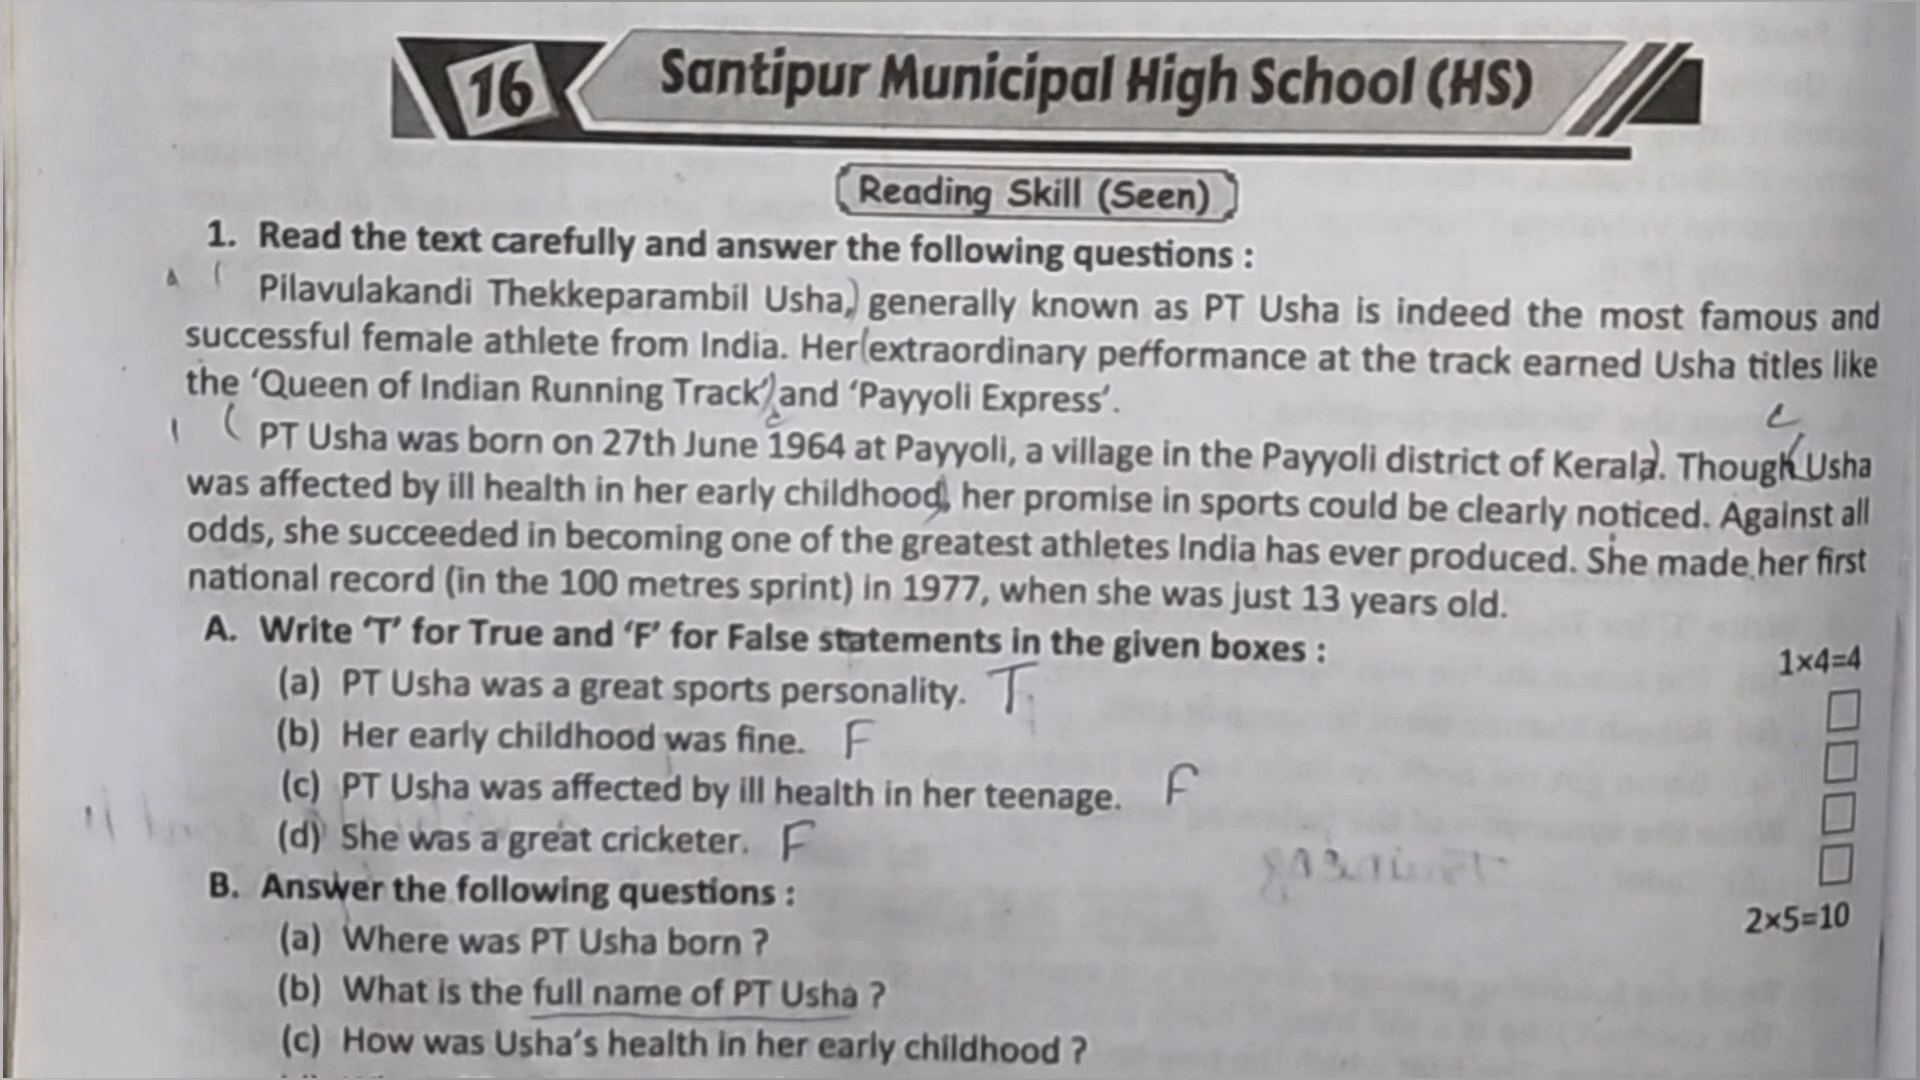 16 Santipur Municipal High School (HS)
Reading Skill (Seen)
1. Read the text carefully and answer the following questions :
Pilavulakandi Thekkeparambil Usha, generally known as PT Usha is indeed the most famous and
successful female athlete from India. Her extraordinary performance at the track earned Usha titles like
the ‘Queen of Indian Running Track’ and ‘Payyoli Express’.
PT Usha was born on 27th June 1964 at Payyoli, a village in the Payyoli district of Kerala. Though Usha
was affected by ill health in her early childhood, her promise in sports could be clearly noticed. Against all
odds, she succeeded in becoming one of the greatest athletes India has ever produced. She made her first
national record (in the 100 metres sprint) in 1977, when she was just 13 years old.
A. Write ‘T’ for True and ‘F’ for False statements in the given boxes : 1×4=4
(a) PT Usha was a great sports personality. T
(b) Her early childhood was fine. F
(c) PT Usha was affected by ill health in her teenage. F
(d) She was a great cricketer. F
B. Answer the following questions : 2×5=10
(a) Where was PT Usha born ?
(b) What is the full name of PT Usha ?
(c) How was Usha’s health in her early childhood ?